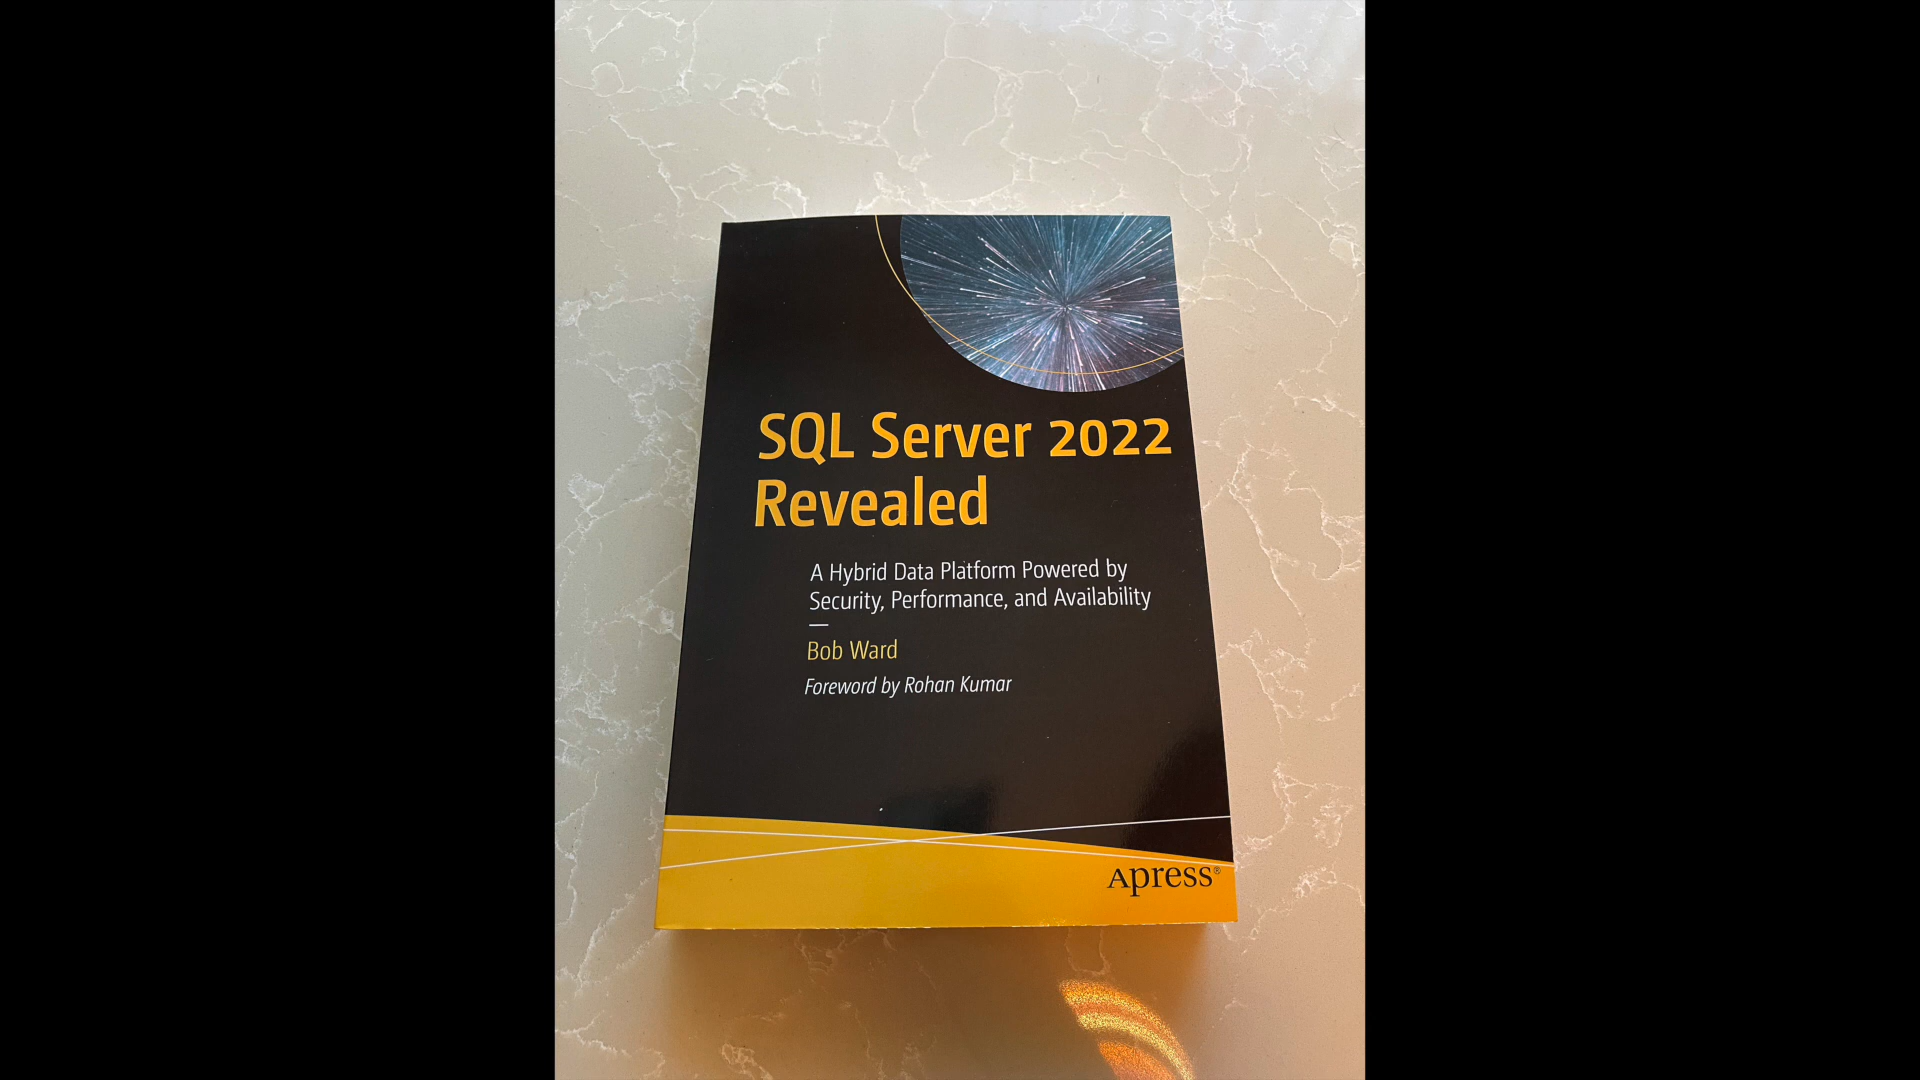 SQL Server 2022
Revealed
A Hybrid Data Platform Powered by
Security, Performance, and Availability
—
Bob Ward
Foreword by Rohan Kumar
Apress®